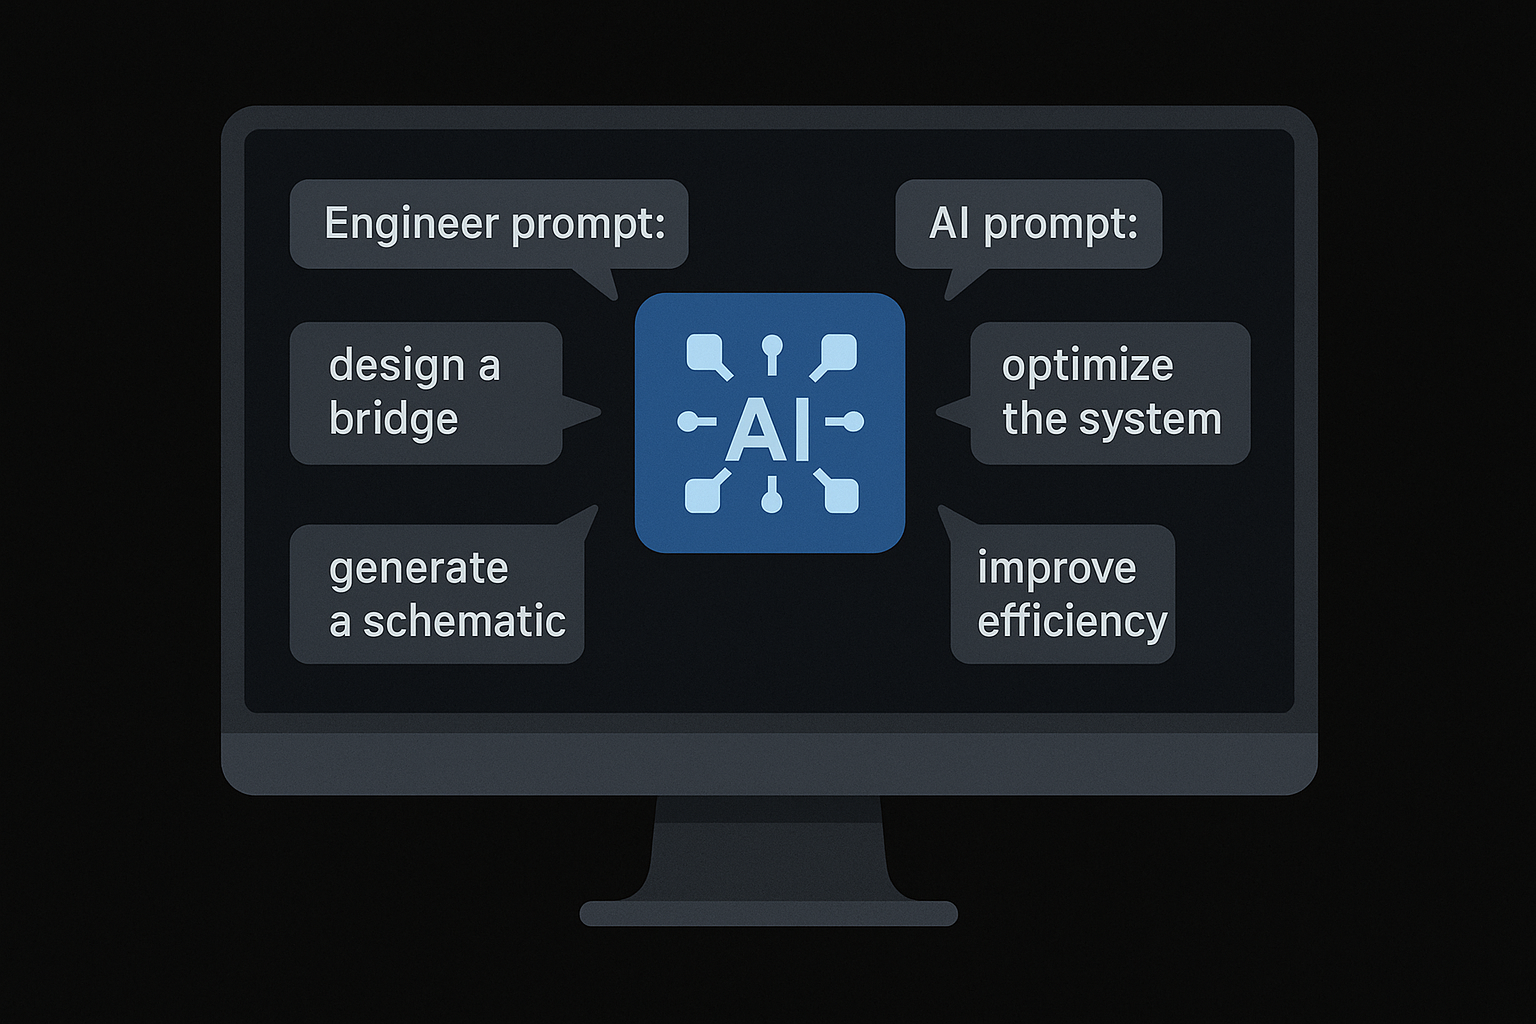 Engineer prompt:
design a
bridge
generate
a schematic
AI
AI prompt:
optimize
the system
improve
efficiency